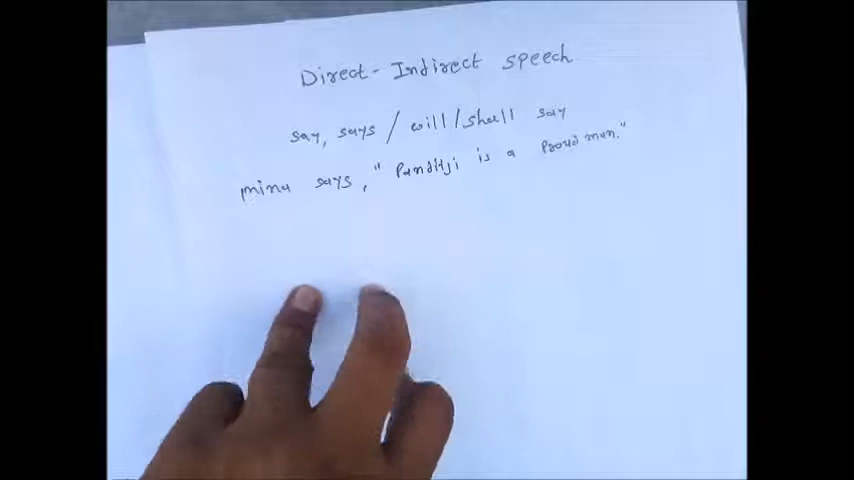 Direct - Indirect Speech
say, says / will / shall say
minu says, " Panditji is a Proud man."